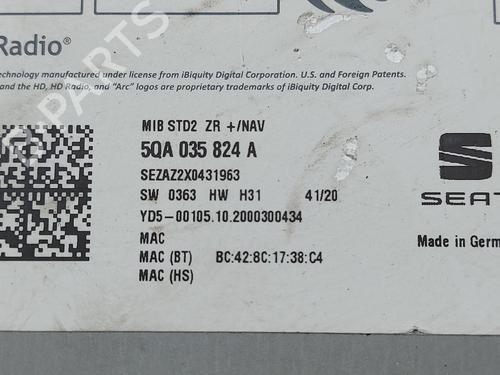 Radio®
technology manufactured under license from iBiquity Digital Corporation. U.S. and Foreign Patents.
and the HD, HD Radio, and "Arc" logos are proprietary trademarks of iBiquity Digital Corp.
MIB STD2 ZR +/NAV
5QA 035 824 A
SEZAZ2X0431963
SW 0363 HW H31 41/20
YD5-00105.10.2000300434
MAC
MAC (BT) BC:42:8C:17:38:C4
MAC (HS)
SEAT
Made in Germ